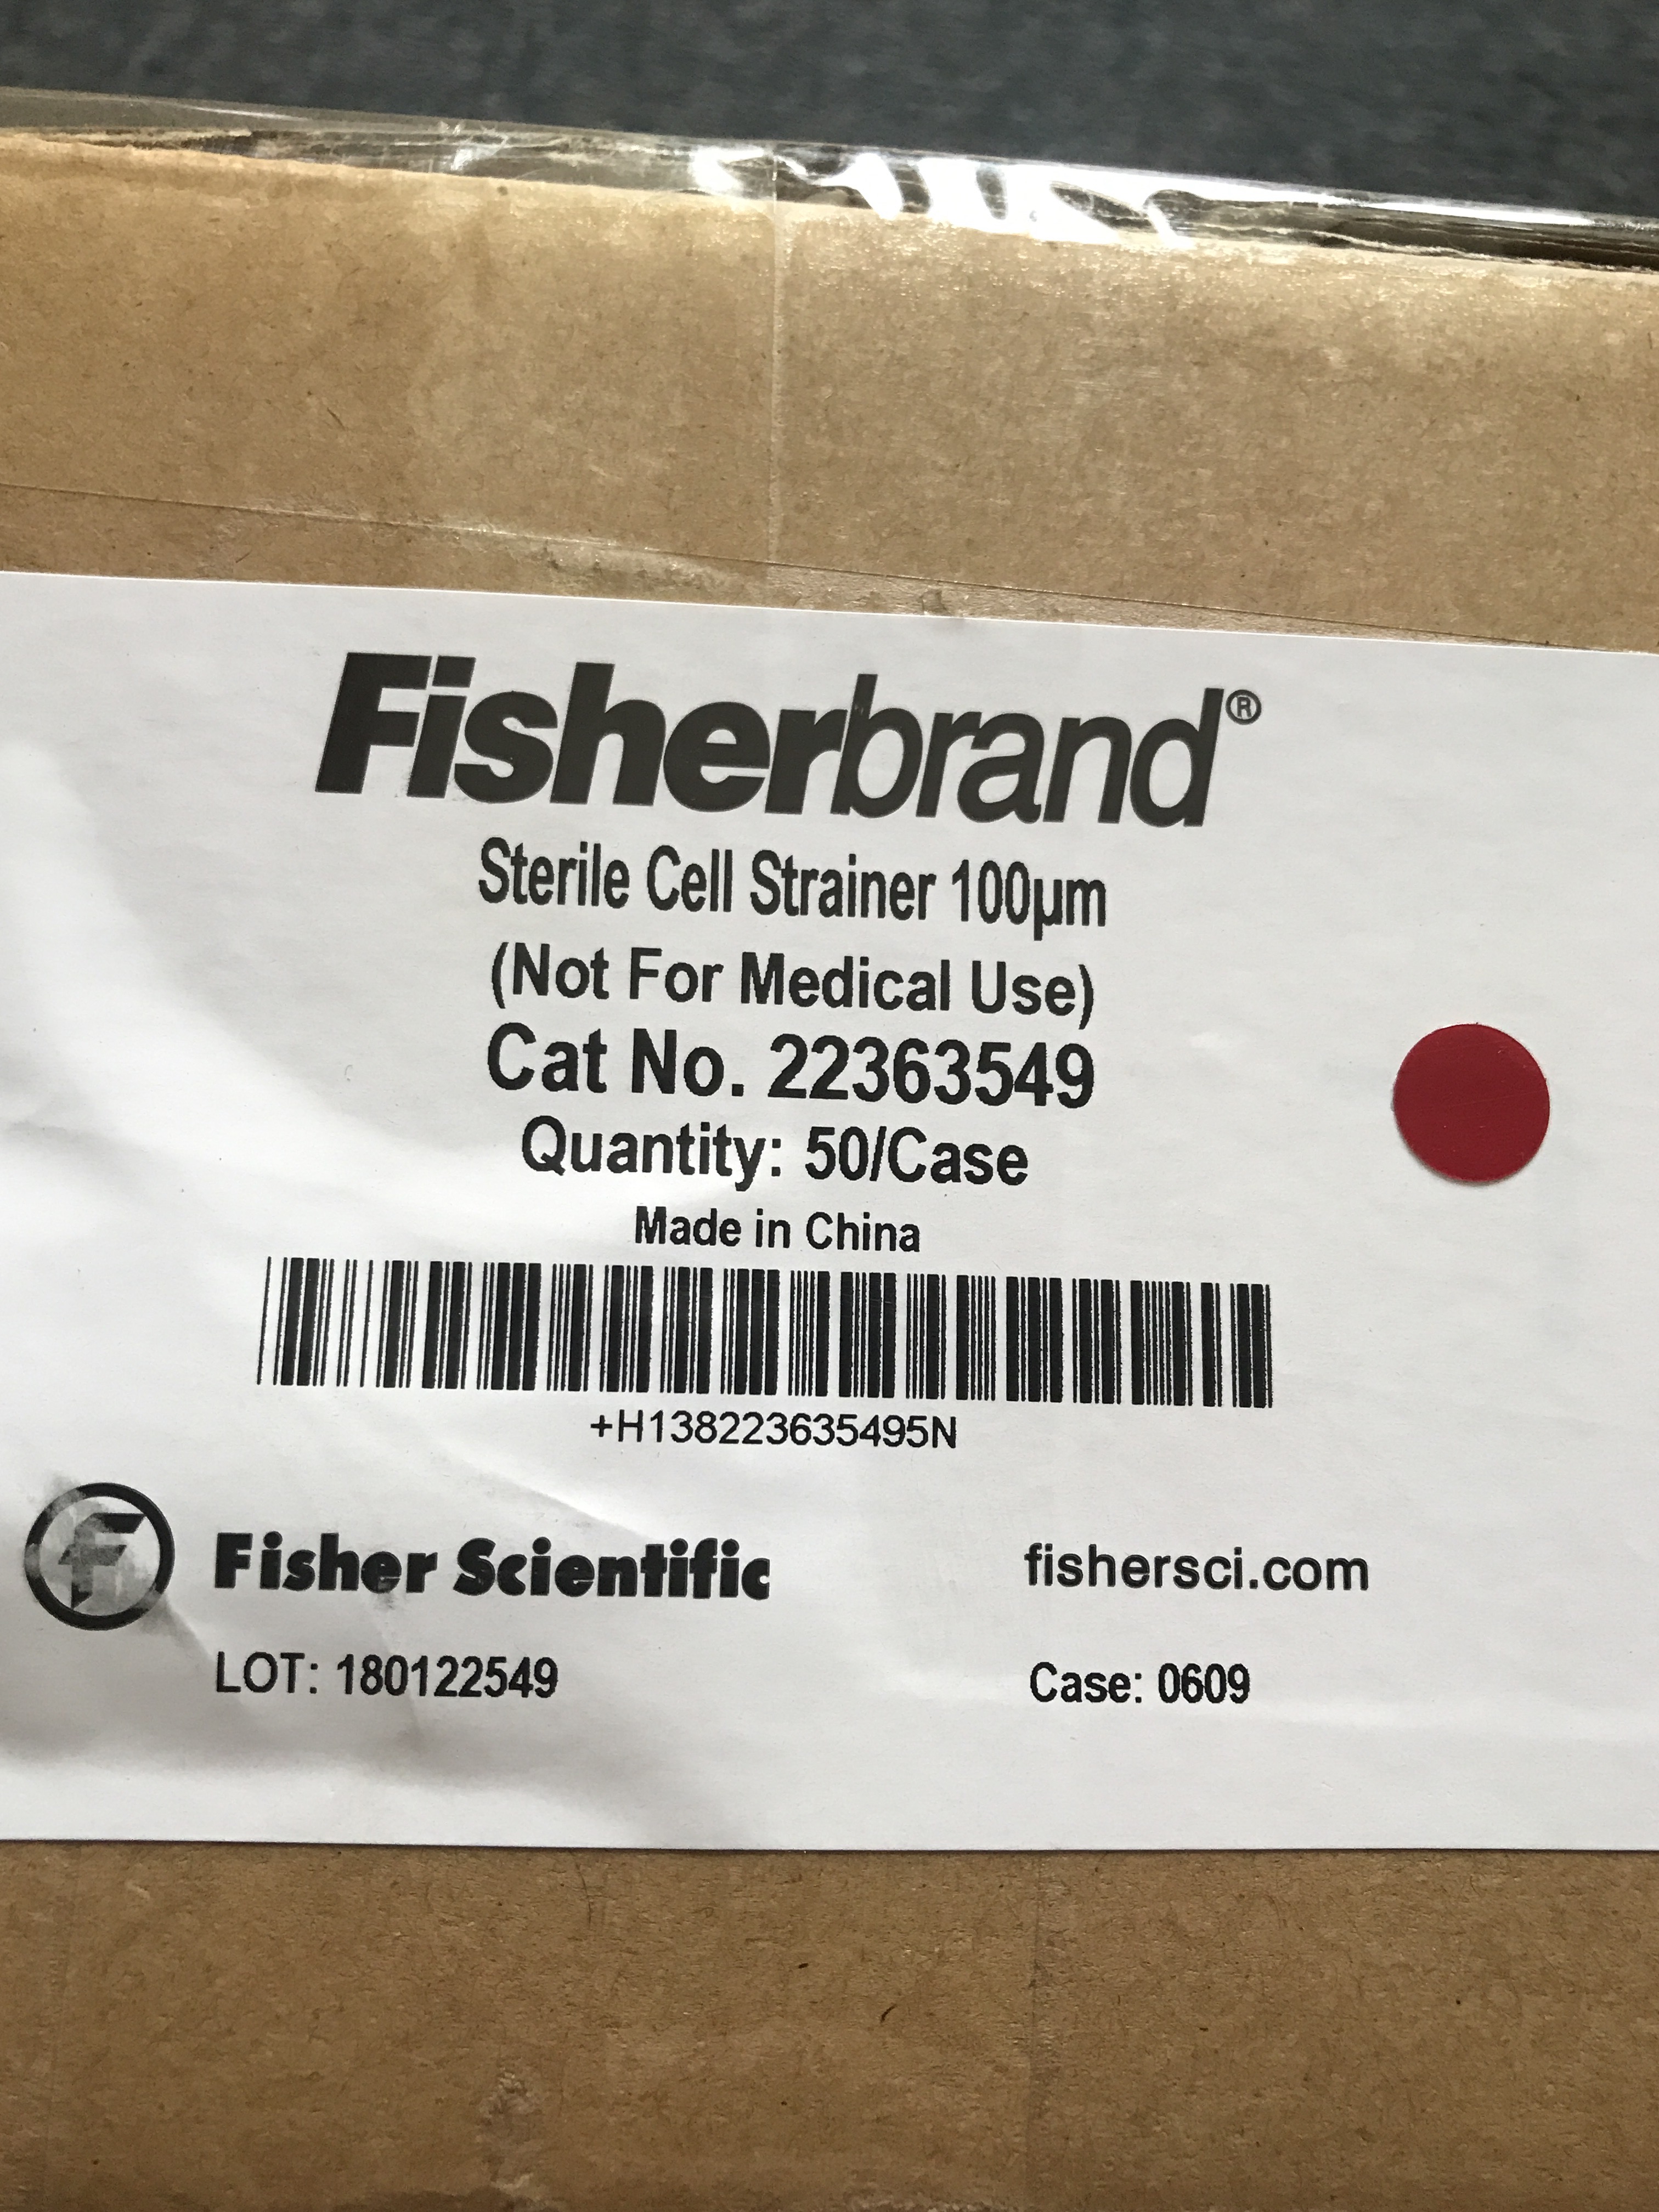 Fisherbrand®
Sterile Cell Strainer 100µm
(Not For Medical Use)
Cat No. 22363549
Quantity: 50/Case
Made in China
+H138223635495N
F Fisher Scientific
fishersci.com
LOT: 180122549
Case: 0609